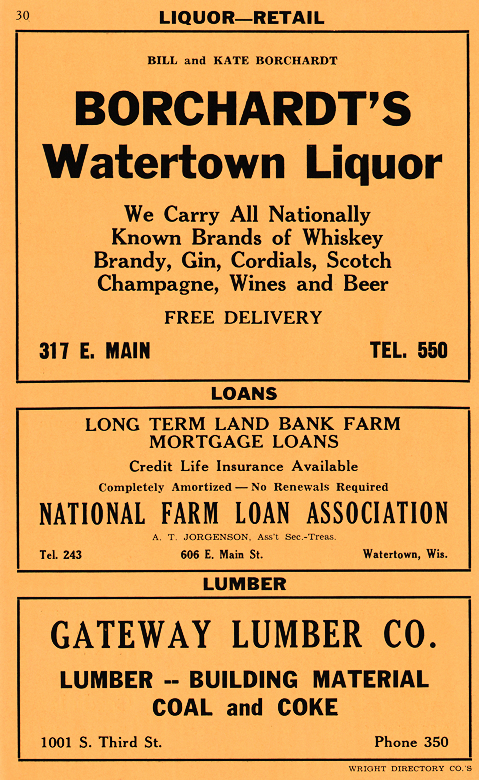 30
LIQUOR—RETAIL
BILL and KATE BORCHARDT
BORCHARDT'S
Watertown Liquor
We Carry All Nationally
Known Brands of Whiskey
Brandy, Gin, Cordials, Scotch
Champagne, Wines and Beer
FREE DELIVERY
317 E. MAIN TEL. 550
LOANS
LONG TERM LAND BANK FARM
MORTGAGE LOANS
Credit Life Insurance Available
Completely Amortized — No Renewals Required
NATIONAL FARM LOAN ASSOCIATION
A. T. JORGENSON, Ass't Sec.-Treas.
Tel. 243 606 E. Main St. Watertown, Wis.
LUMBER
GATEWAY LUMBER CO.
LUMBER -- BUILDING MATERIAL
COAL and COKE
1001 S. Third St. Phone 350
WRIGHT DIRECTORY CO.'S